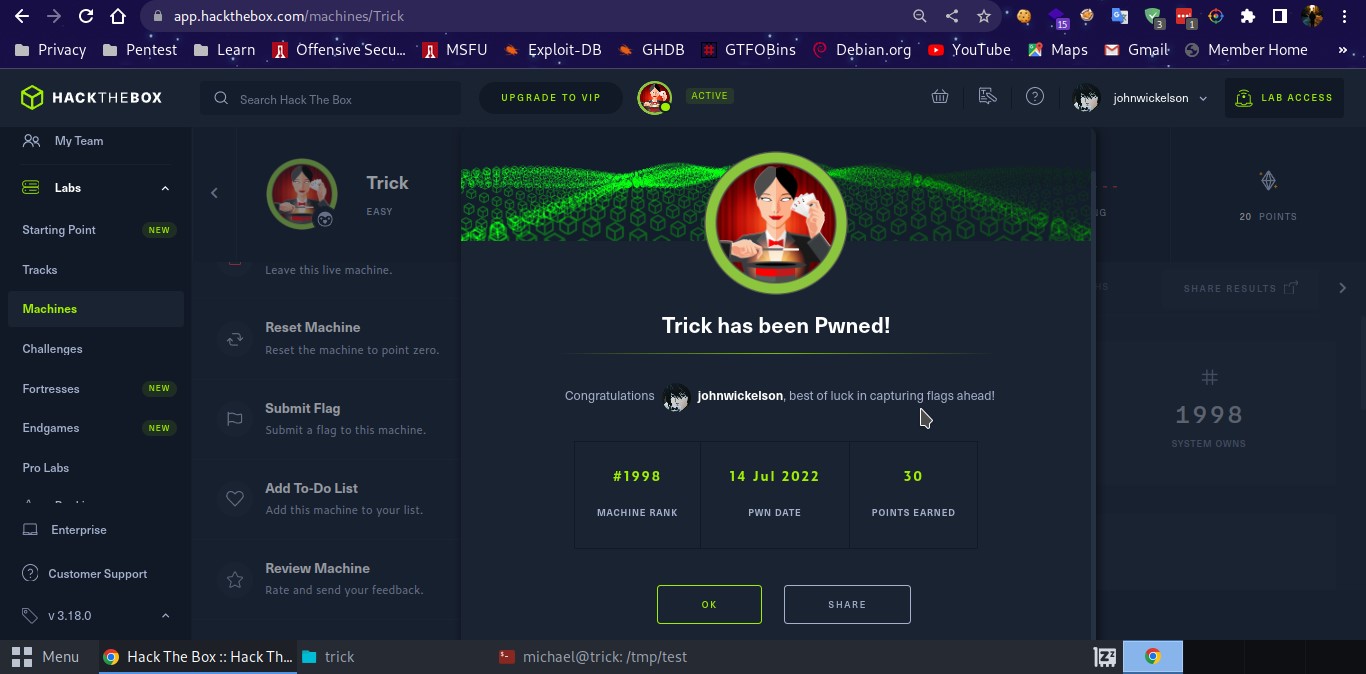 app.hackthebox.com/machines/Trick
15
3
1
Privacy Pentest Learn Offensive Secu... MSFU Exploit-DB GHDB GTFOBins Debian.org YouTube Maps Gmail Member Home »
HACKTHEBOX Search Hack The Box UPGRADE TO VIP ACTIVE johnwickelson LAB ACCESS
My Team
Labs
Starting Point NEW
Tracks
Machines
Challenges
Fortresses NEW
Endgames NEW
Pro Labs
Enterprise
Customer Support
v 3.18.0
Trick
EASY
Leave this live machine.
Reset Machine
Reset the machine to point zero.
Submit Flag
Submit a flag to this machine.
Add To-Do List
Add this machine to your list.
Review Machine
Rate and send your feedback.
Trick has been Pwned!
Congratulations johnwickelson, best of luck in capturing flags ahead!
#1998 14 Jul 2022 30
MACHINE RANK PWN DATE POINTS EARNED
OK SHARE
20 POINTS
SHARE RESULTS
#
1998
SYSTEM OWNS
Menu Hack The Box :: Hack Th... trick michael@trick: /tmp/test